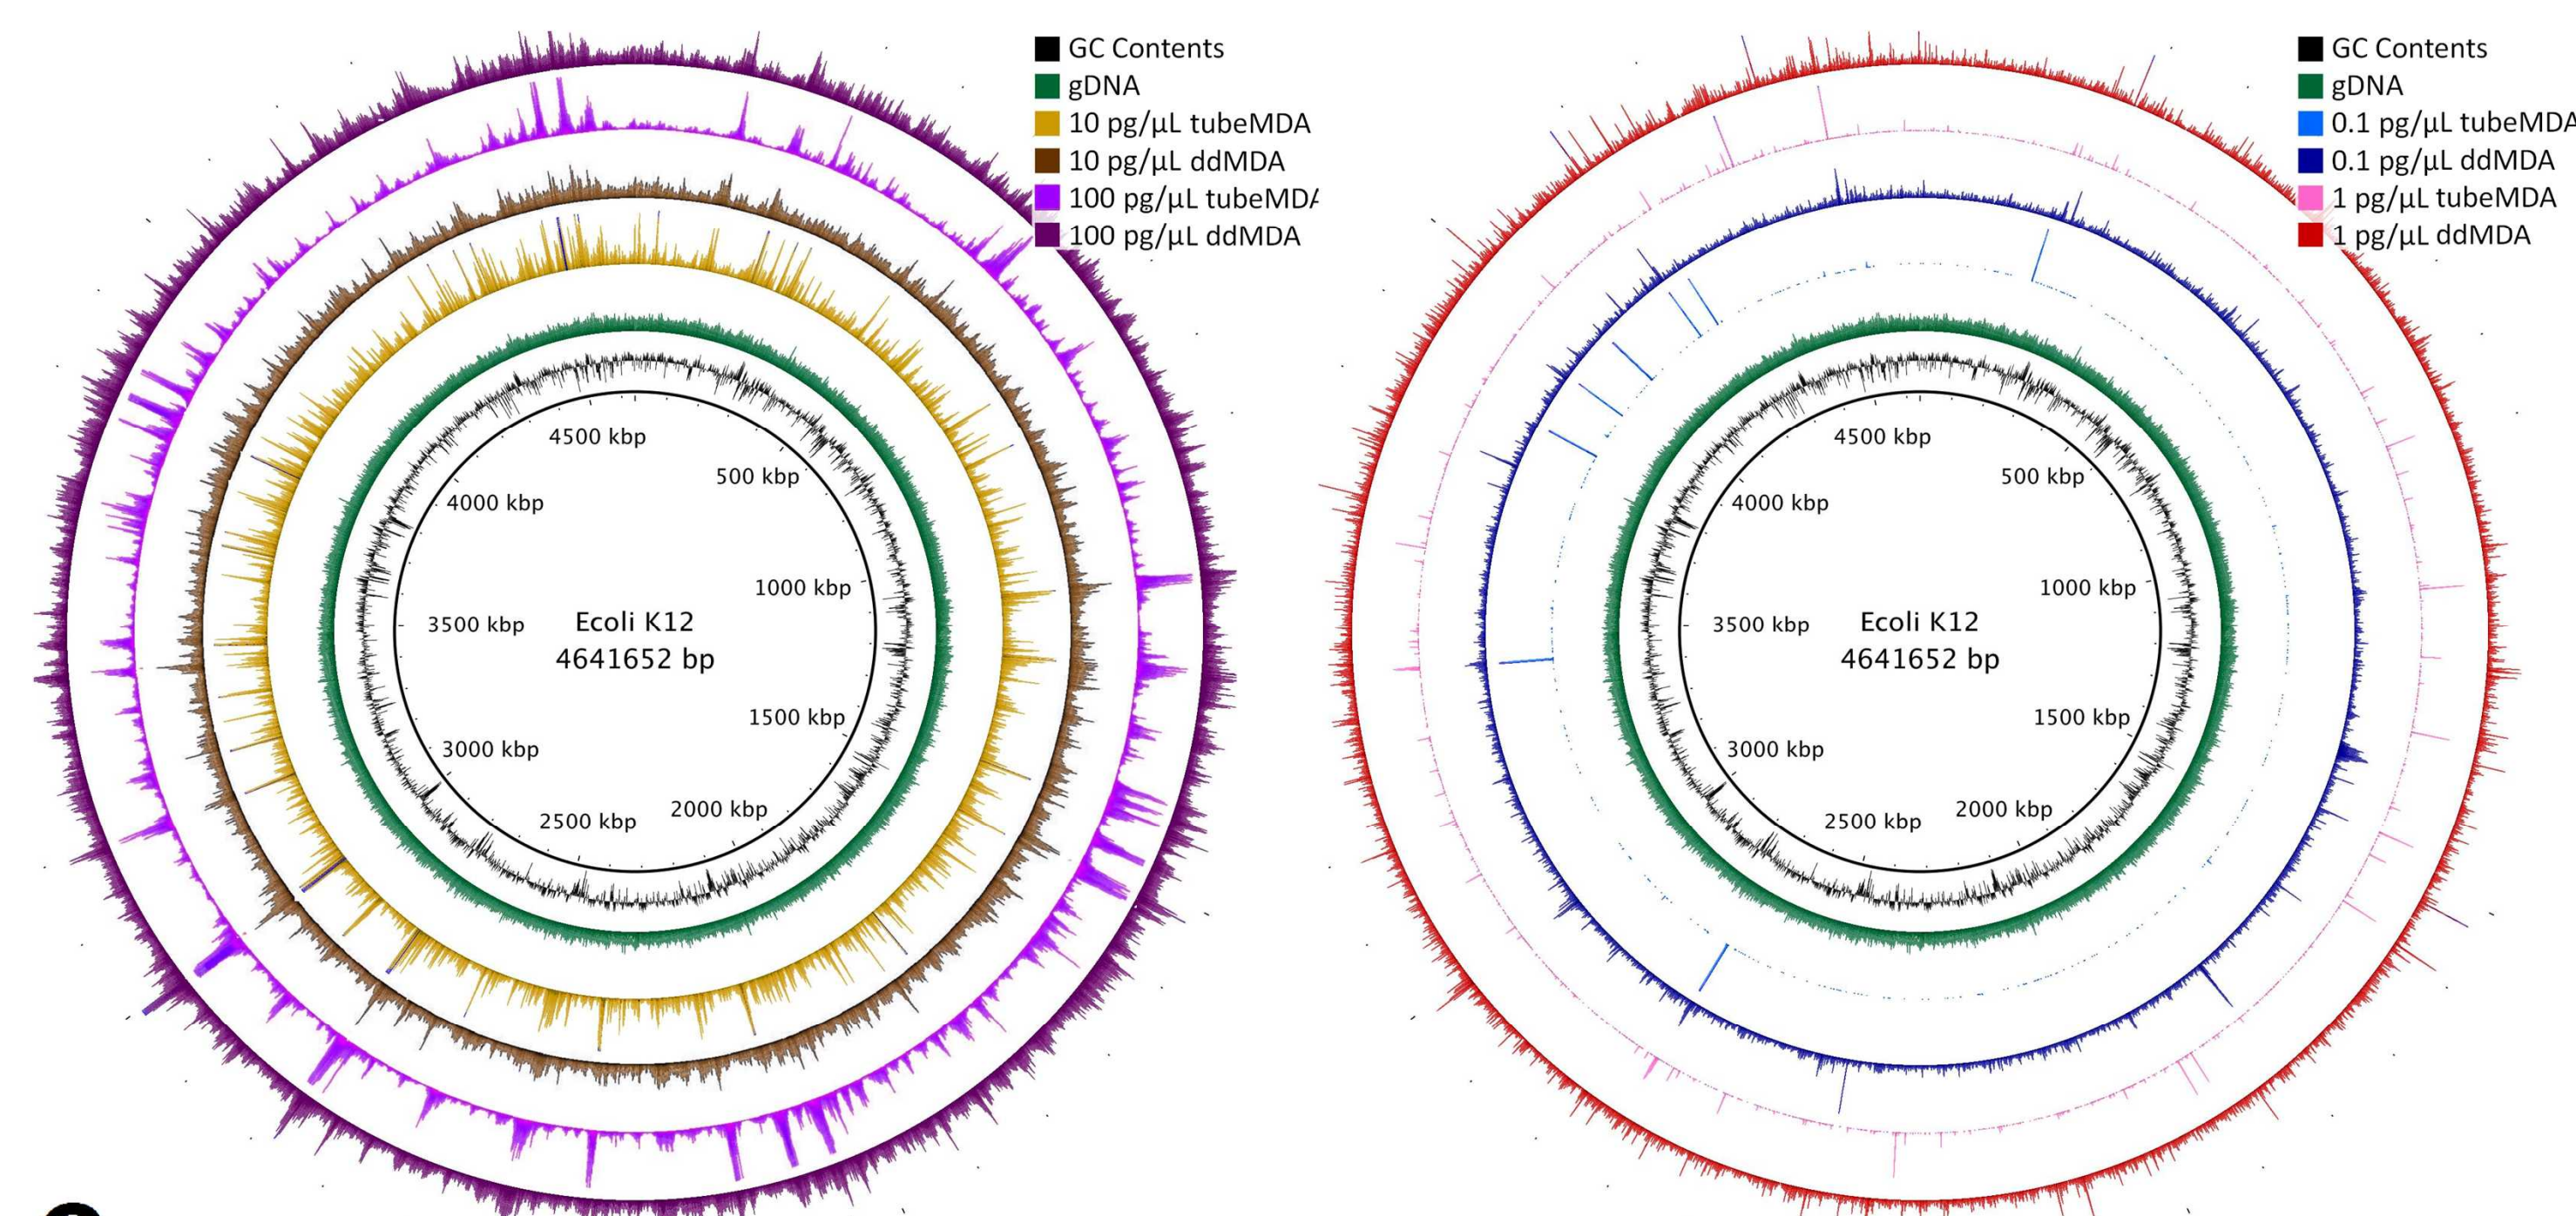 GC Contents
gDNA
10 pg/µL tubeMDA
10 pg/µL ddMDA
100 pg/µL tubeMDA
100 pg/µL ddMDA
4500 kbp
500 kbp
4000 kbp
1000 kbp
3500 kbp
Ecoli K12
4641652 bp
1500 kbp
3000 kbp
2000 kbp
2500 kbp
GC Contents
gDNA
0.1 pg/µL tubeMDA
0.1 pg/µL ddMDA
1 pg/µL tubeMDA
1 pg/µL ddMDA
4500 kbp
500 kbp
4000 kbp
1000 kbp
3500 kbp
Ecoli K12
4641652 bp
1500 kbp
3000 kbp
2000 kbp
2500 kbp